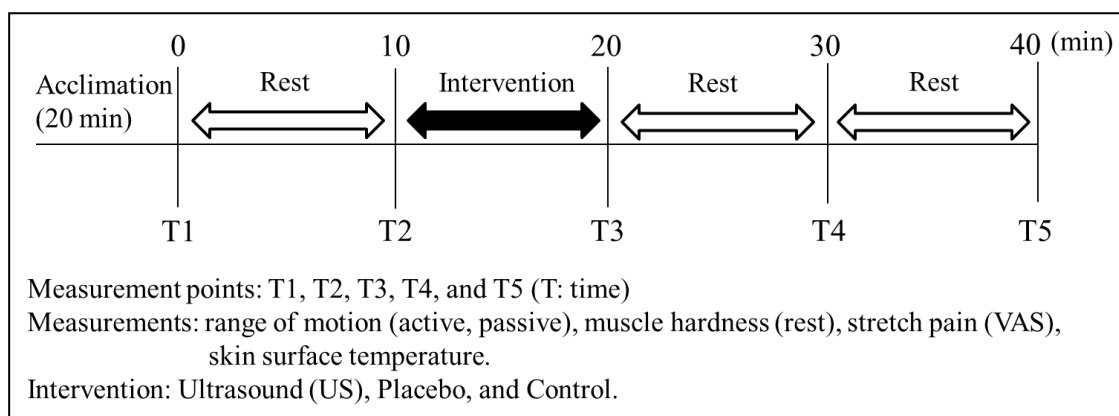 0 10 20 30 40 (min)
Acclimation
(20 min)
Rest Intervention Rest Rest
T1 T2 T3 T4 T5
Measurement points: T1, T2, T3, T4, and T5 (T: time)
Measurements: range of motion (active, passive), muscle hardness (rest), stretch pain (VAS),
skin surface temperature.
Intervention: Ultrasound (US), Placebo, and Control.